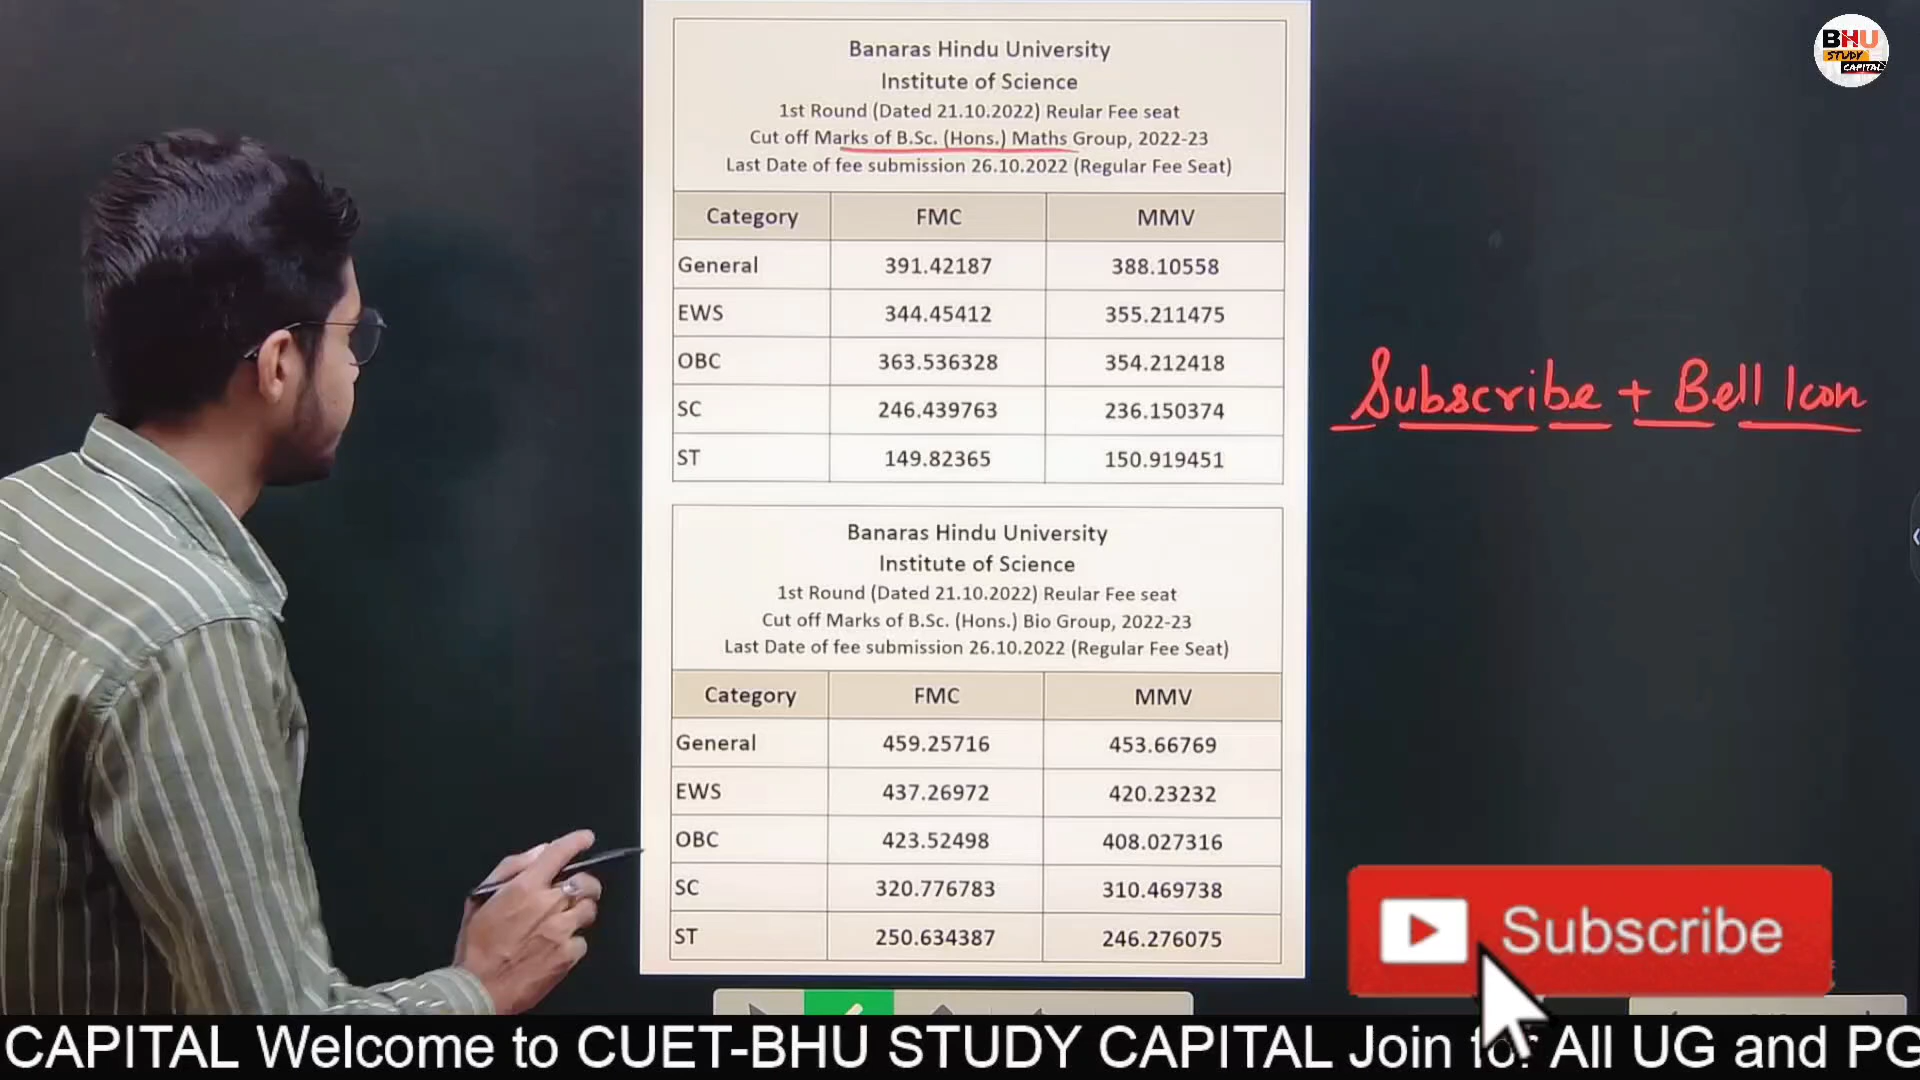 BHU
STUDY
CAPITAL
Banaras Hindu University
Institute of Science
1st Round (Dated 21.10.2022) Reular Fee seat
Cut off Marks of B.Sc. (Hons.) Maths Group, 2022-23
Last Date of fee submission 26.10.2022 (Regular Fee Seat)
Category FMC MMV
General 391.42187 388.10558
EWS 344.45412 355.211475
OBC 363.536328 354.212418
SC 246.439763 236.150374
ST 149.82365 150.919451
Subscribe + Bell Icon
Banaras Hindu University
Institute of Science
1st Round (Dated 21.10.2022) Reular Fee seat
Cut off Marks of B.Sc. (Hons.) Bio Group, 2022-23
Last Date of fee submission 26.10.2022 (Regular Fee Seat)
Category FMC MMV
General 459.25716 453.66769
EWS 437.26972 420.23232
OBC 423.52498 408.027316
SC 320.776783 310.469738
ST 250.634387 246.276075
Subscribe
CAPITAL Welcome to CUET-BHU STUDY CAPITAL Join for All UG and PG